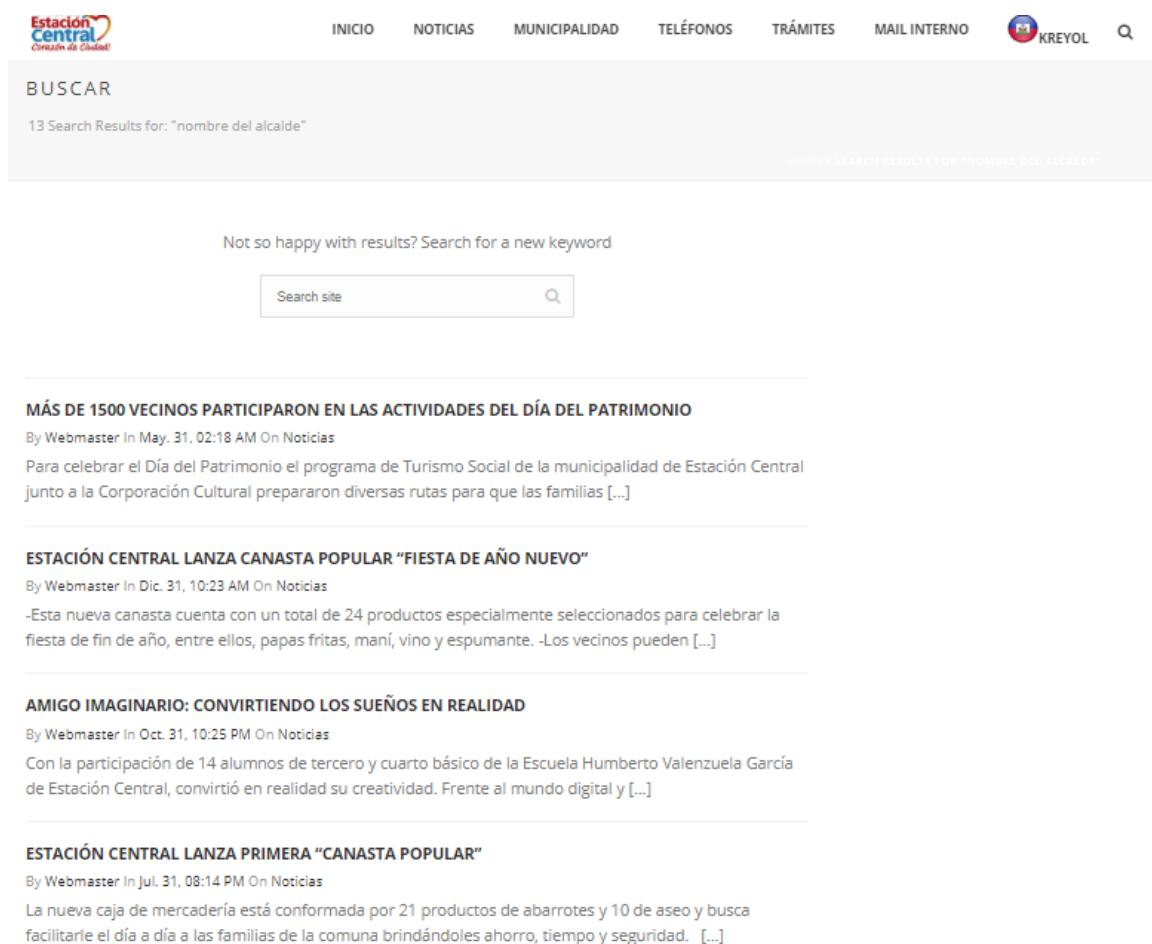 Estación
Central
Corazón de Ciudad!
INICIO NOTICIAS MUNICIPALIDAD TELÉFONOS TRÁMITES MAIL INTERNO KREYOL
BUSCAR
13 Search Results for: "nombre del alcalde"
SEARCH RESULTS FOR "NOMBRE DEL ALCALDE"
Not so happy with results? Search for a new keyword
Search site
MÁS DE 1500 VECINOS PARTICIPARON EN LAS ACTIVIDADES DEL DÍA DEL PATRIMONIO
By Webmaster In May. 31, 02:18 AM On Noticias
Para celebrar el Día del Patrimonio el programa de Turismo Social de la municipalidad de Estación Central
junto a la Corporación Cultural prepararon diversas rutas para que las familias [...]
ESTACIÓN CENTRAL LANZA CANASTA POPULAR “FIESTA DE AÑO NUEVO”
By Webmaster In Dic. 31, 10:23 AM On Noticias
-Esta nueva canasta cuenta con un total de 24 productos especialmente seleccionados para celebrar la
fiesta de fin de año, entre ellos, papas fritas, maní, vino y espumante. -Los vecinos pueden [...]
AMIGO IMAGINARIO: CONVIRTIENDO LOS SUEÑOS EN REALIDAD
By Webmaster In Oct. 31, 10:25 PM On Noticias
Con la participación de 14 alumnos de tercero y cuarto básico de la Escuela Humberto Valenzuela García
de Estación Central, convirtió en realidad su creatividad. Frente al mundo digital y [...]
ESTACIÓN CENTRAL LANZA PRIMERA “CANASTA POPULAR”
By Webmaster In Jul. 31, 08:14 PM On Noticias
La nueva caja de mercadería está conformada por 21 productos de abarrotes y 10 de aseo y busca
facilitarle el día a día a las familias de la comuna brindándoles ahorro, tiempo y seguridad. [...]